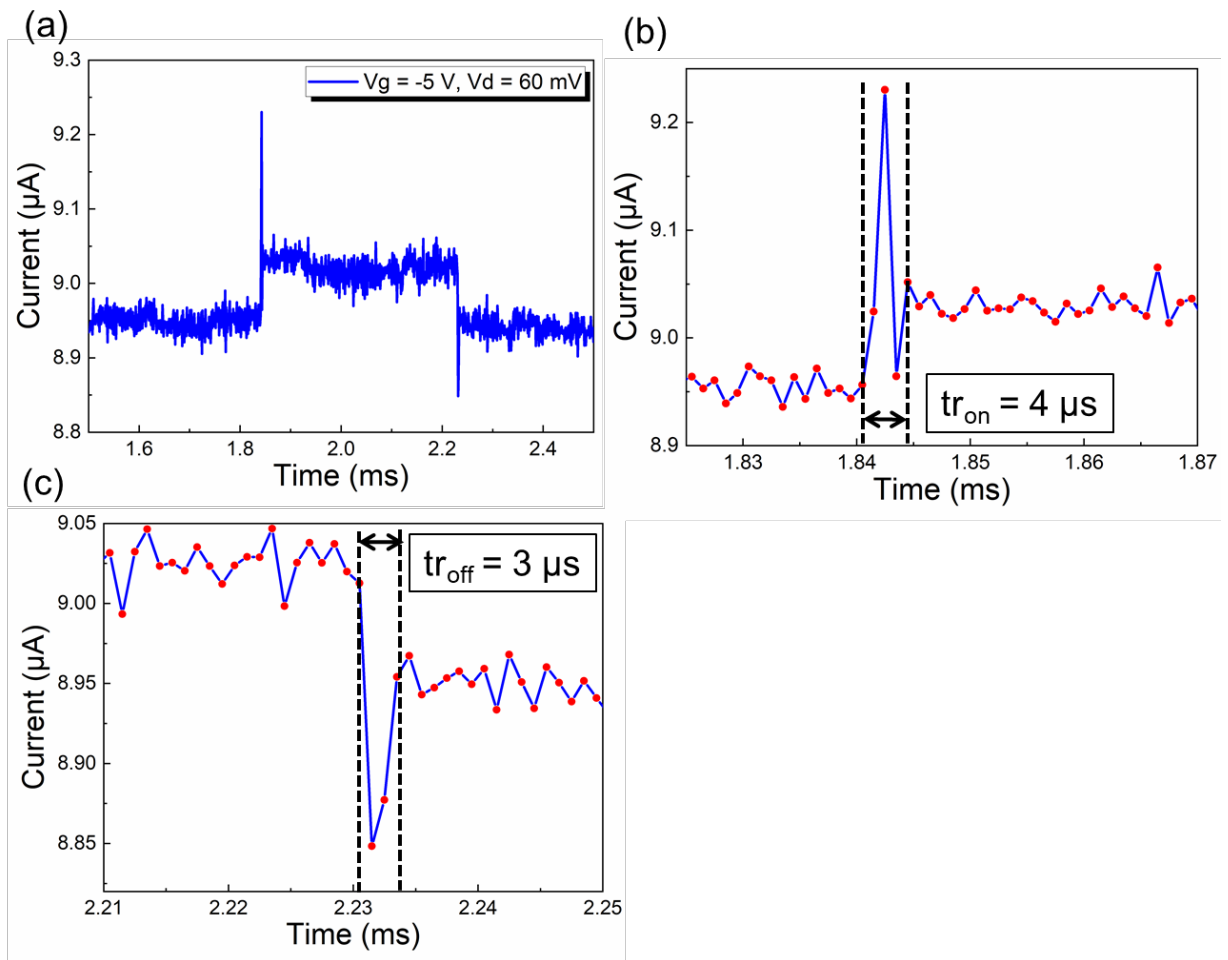 (a)
9.3
9.2
9.1
9.0
8.9
8.8
Current (µA)
Vg = -5 V, Vd = 60 mV
1.6 1.8 2.0 2.2 2.4
Time (ms)
(b)
9.2
9.1
9.0
8.9
Current (µA)
tr_on = 4 µs
1.83 1.84 1.85 1.86 1.87
Time (ms)
(c)
9.05
9.00
8.95
8.90
8.85
Current (µA)
tr_off = 3 µs
2.21 2.22 2.23 2.24 2.25
Time (ms)